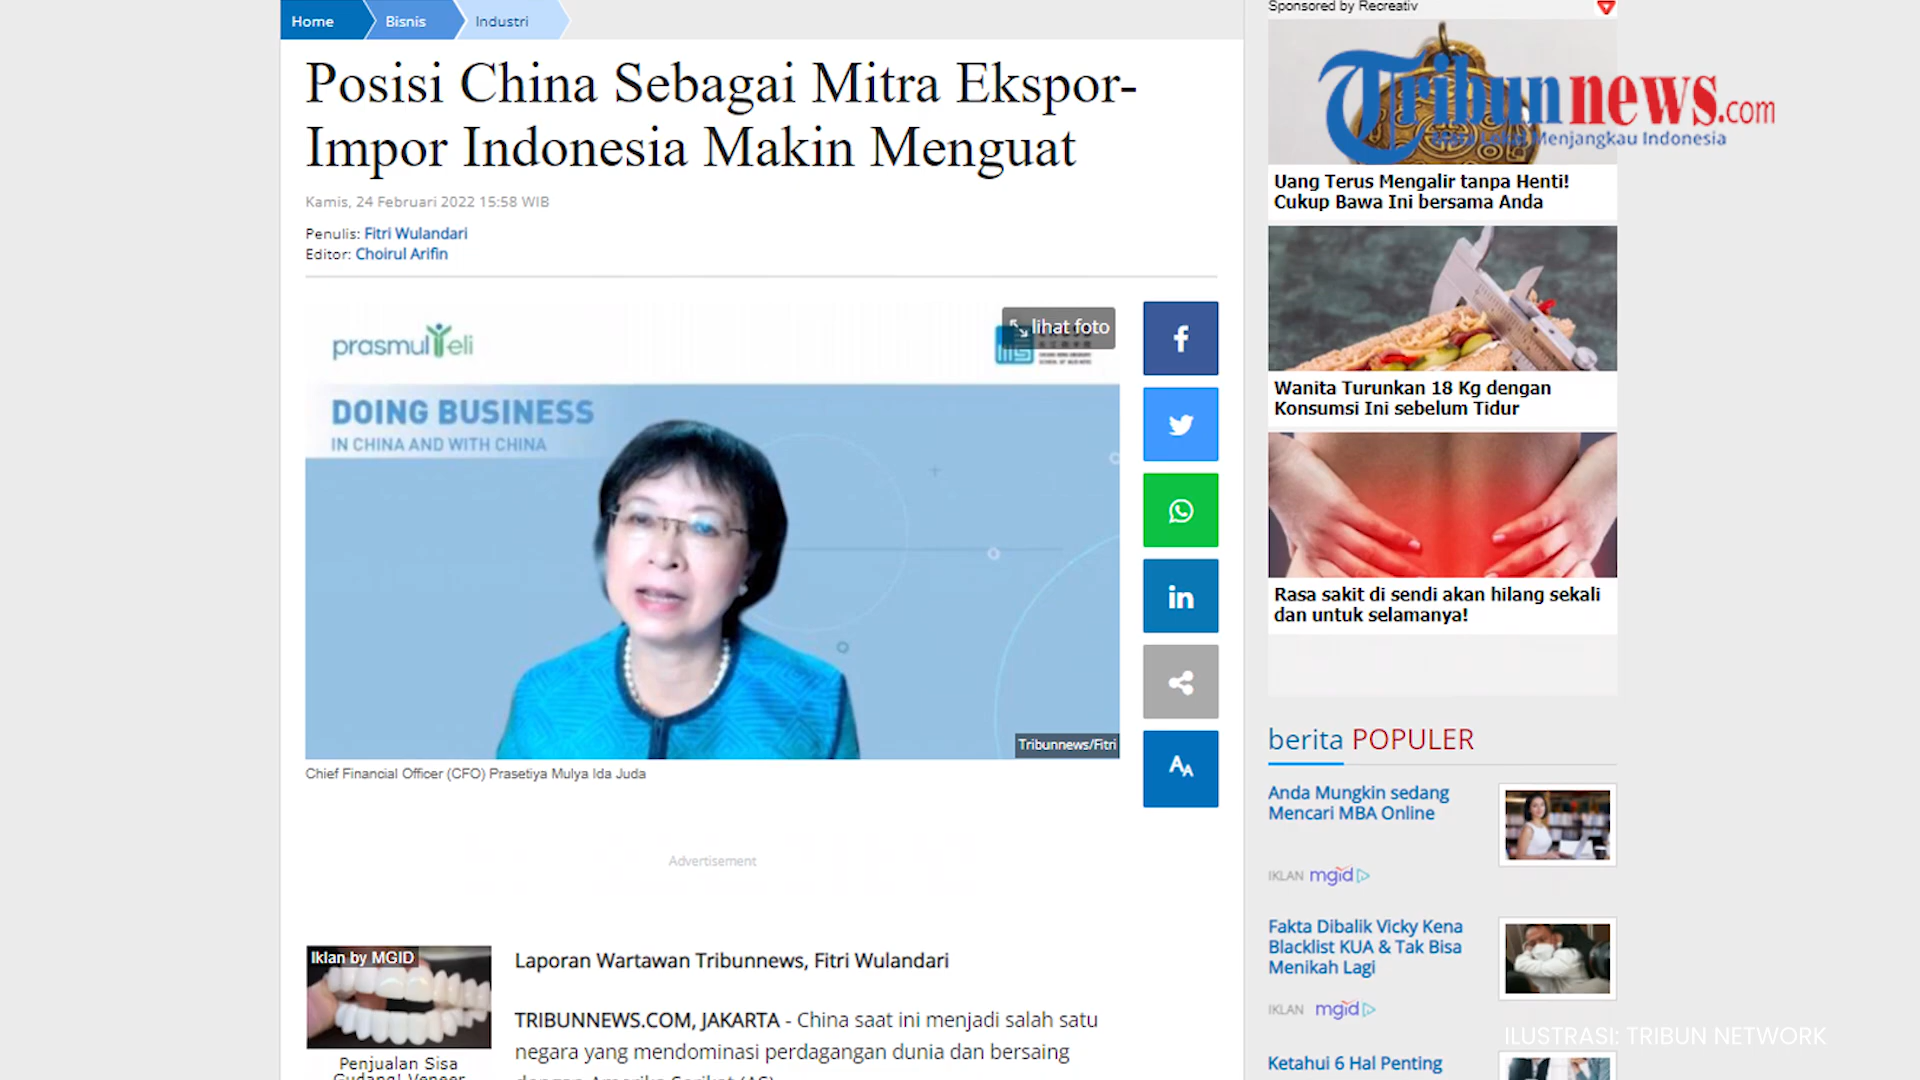 Home
Bisnis
Industri
Posisi China Sebagai Mitra Ekspor-
Impor Indonesia Makin Menguat
Kamis, 24 Februari 2022 15:58 WIB
Penulis: Fitri Wulandari
Editor: Choirul Arifin
prasmul eli
lihat foto
DOING BUSINESS
IN CHINA AND WITH CHINA
Tribunnews/Fitri
Chief Financial Officer (CFO) Prasetiya Mulya Ida Juda
Advertisement
Iklan by MGID
Penjualan Sisa
Gudang! Veneer
Laporan Wartawan Tribunnews, Fitri Wulandari
TRIBUNNEWS.COM, JAKARTA - China saat ini menjadi salah satu
negara yang mendominasi perdagangan dunia dan bersaing
dengan Amerika Serikat (AS)
Sponsored by Recreativ
Tribunnews.com
Menjangkau Indonesia
Uang Terus Mengalir tanpa Henti!
Cukup Bawa Ini bersama Anda
Wanita Turunkan 18 Kg dengan
Konsumsi Ini sebelum Tidur
Rasa sakit di sendi akan hilang sekali
dan untuk selamanya!
berita POPULER
Anda Mungkin sedang
Mencari MBA Online
IKLAN mgid
Fakta Dibalik Vicky Kena
Blacklist KUA & Tak Bisa
Menikah Lagi
IKLAN mgid
ILUSTRASI: TRIBUN NETWORK
Ketahui 6 Hal Penting